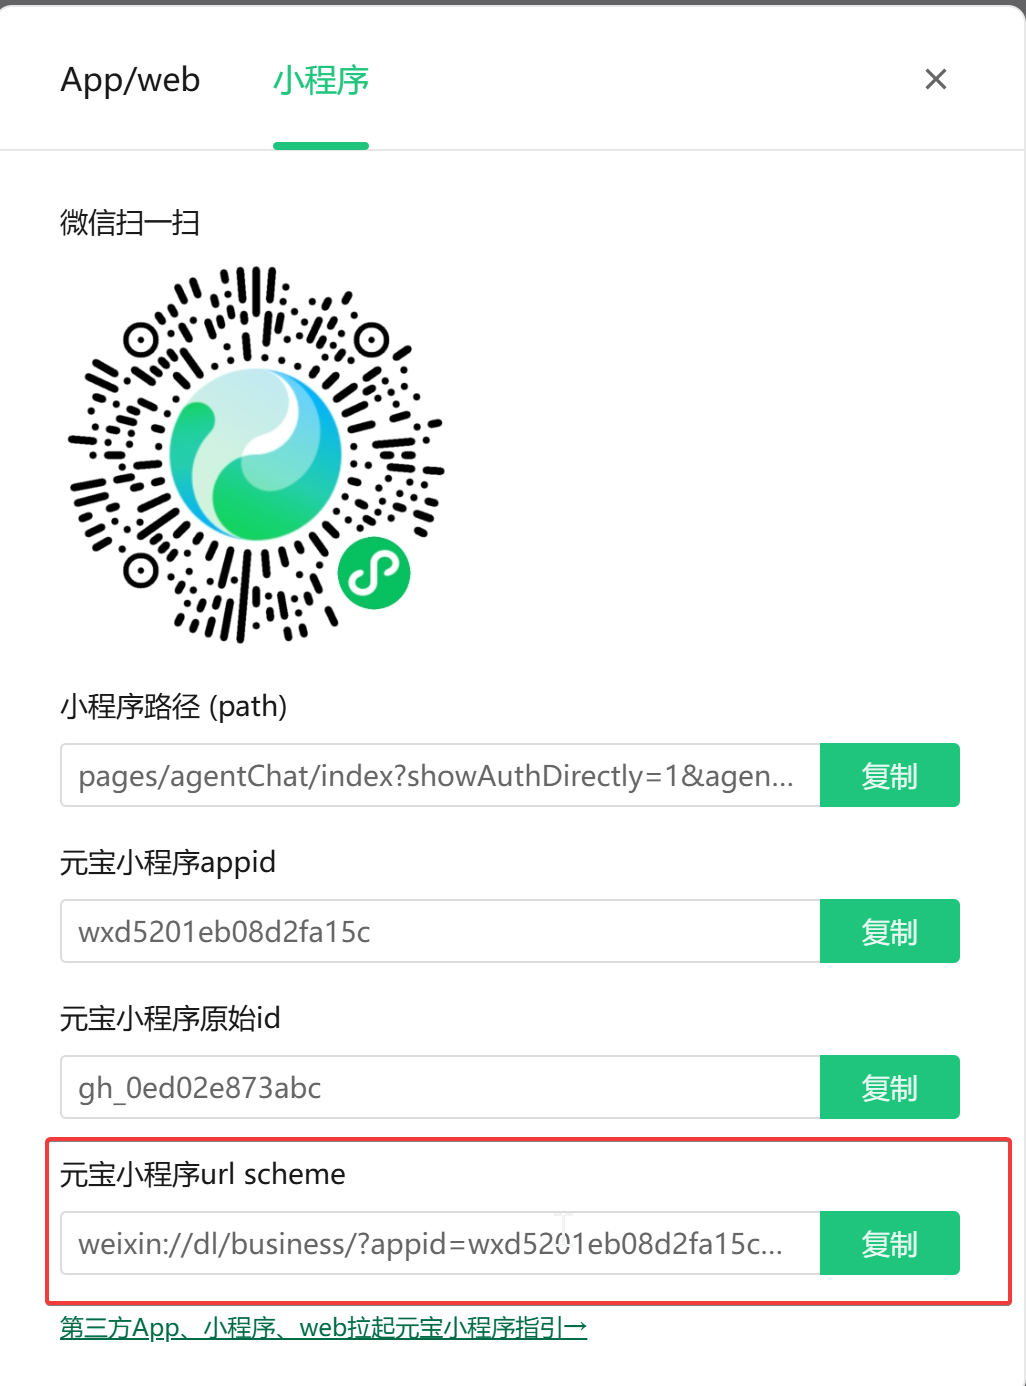 App/web
小程序
微信扫一扫
小程序路径 (path)
pages/agentChat/index?showAuthDirectly=1&agen...
复制
元宝小程序appid
wxd5201eb08d2fa15c
复制
元宝小程序原始id
gh_0ed02e873abc
复制
元宝小程序url scheme
weixin://dl/business/?appid=wxd5201eb08d2fa15c...
复制
第三方App、小程序、web拉起元宝小程序指引→